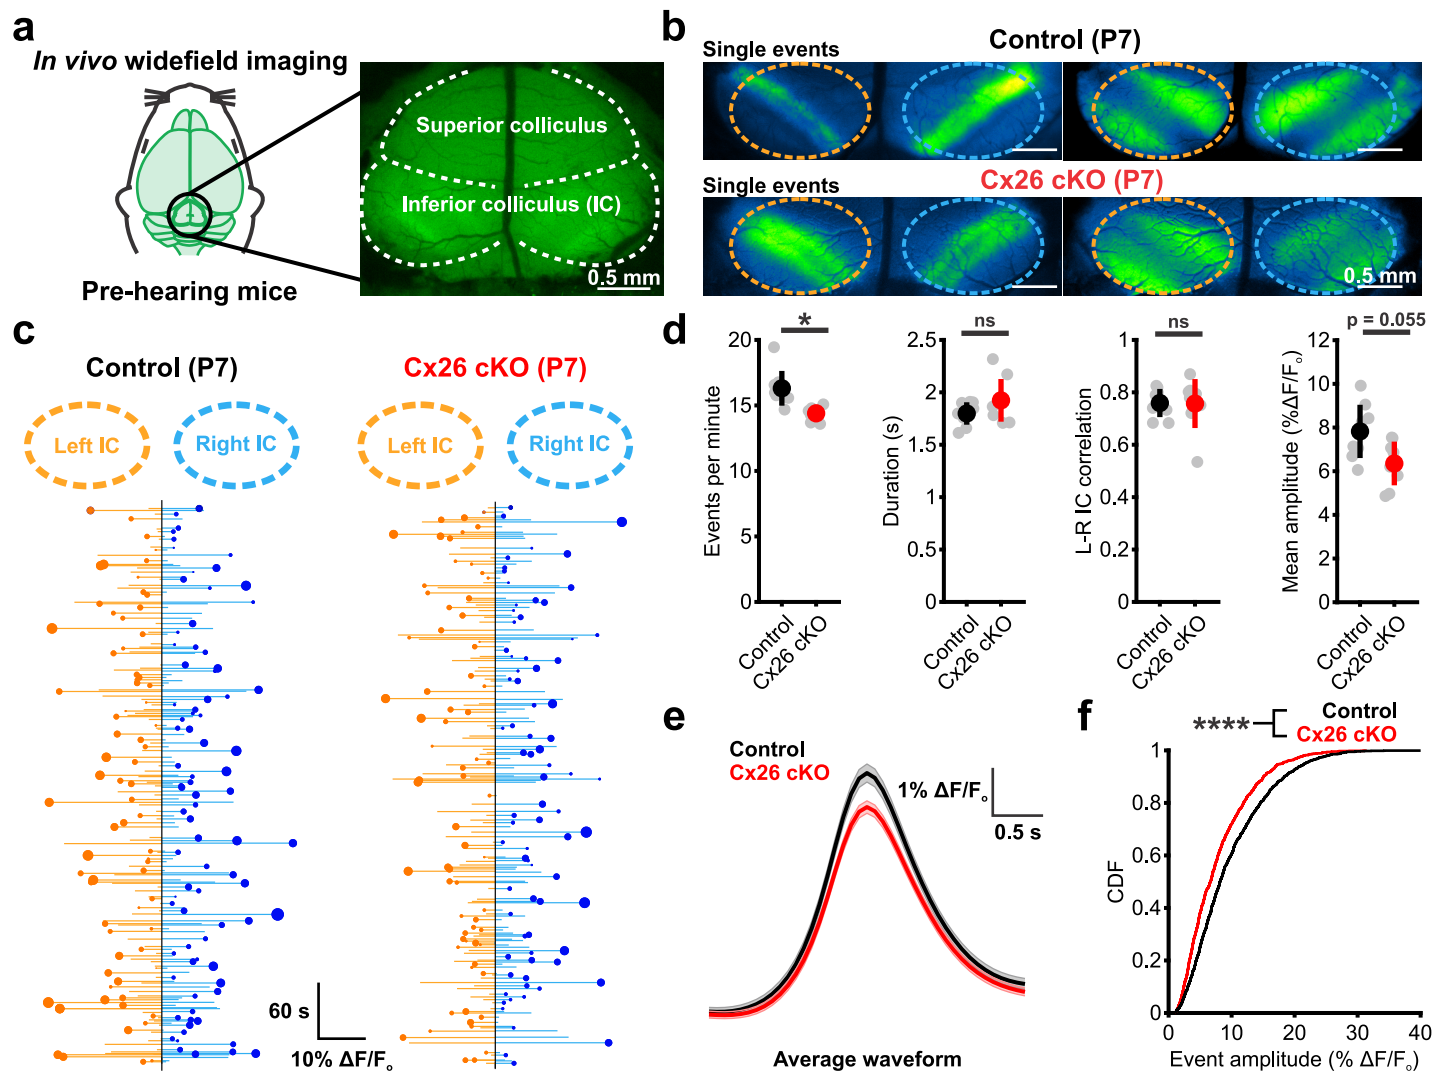 a
In vivo widefield imaging
Superior colliculus
Inferior colliculus (IC)
0.5 mm
Pre-hearing mice
b
Control (P7)
Single events
Cx26 cKO (P7)
Single events
0.5 mm
c
Control (P7)
Cx26 cKO (P7)
Left IC
Right IC
Left IC
Right IC
60 s
10% ΔF/Fo
d
*
20
15
10
5
0
Events per minute
Control
Cx26 cKO
ns
2.5
2
1.5
1
0.5
0
Duration (s)
Control
Cx26 cKO
ns
1
0.8
0.6
0.4
0.2
0
L-R IC correlation
Control
Cx26 cKO
p = 0.055
12
10
8
6
4
2
0
Mean amplitude (%ΔF/Fo)
Control
Cx26 cKO
e
Control
Cx26 cKO
1% ΔF/Fo
0.5 s
Average waveform
f
****
Control
Cx26 cKO
1
0.8
0.6
0.4
0.2
0
CDF
0
10
20
30
40
Event amplitude (% ΔF/Fo)